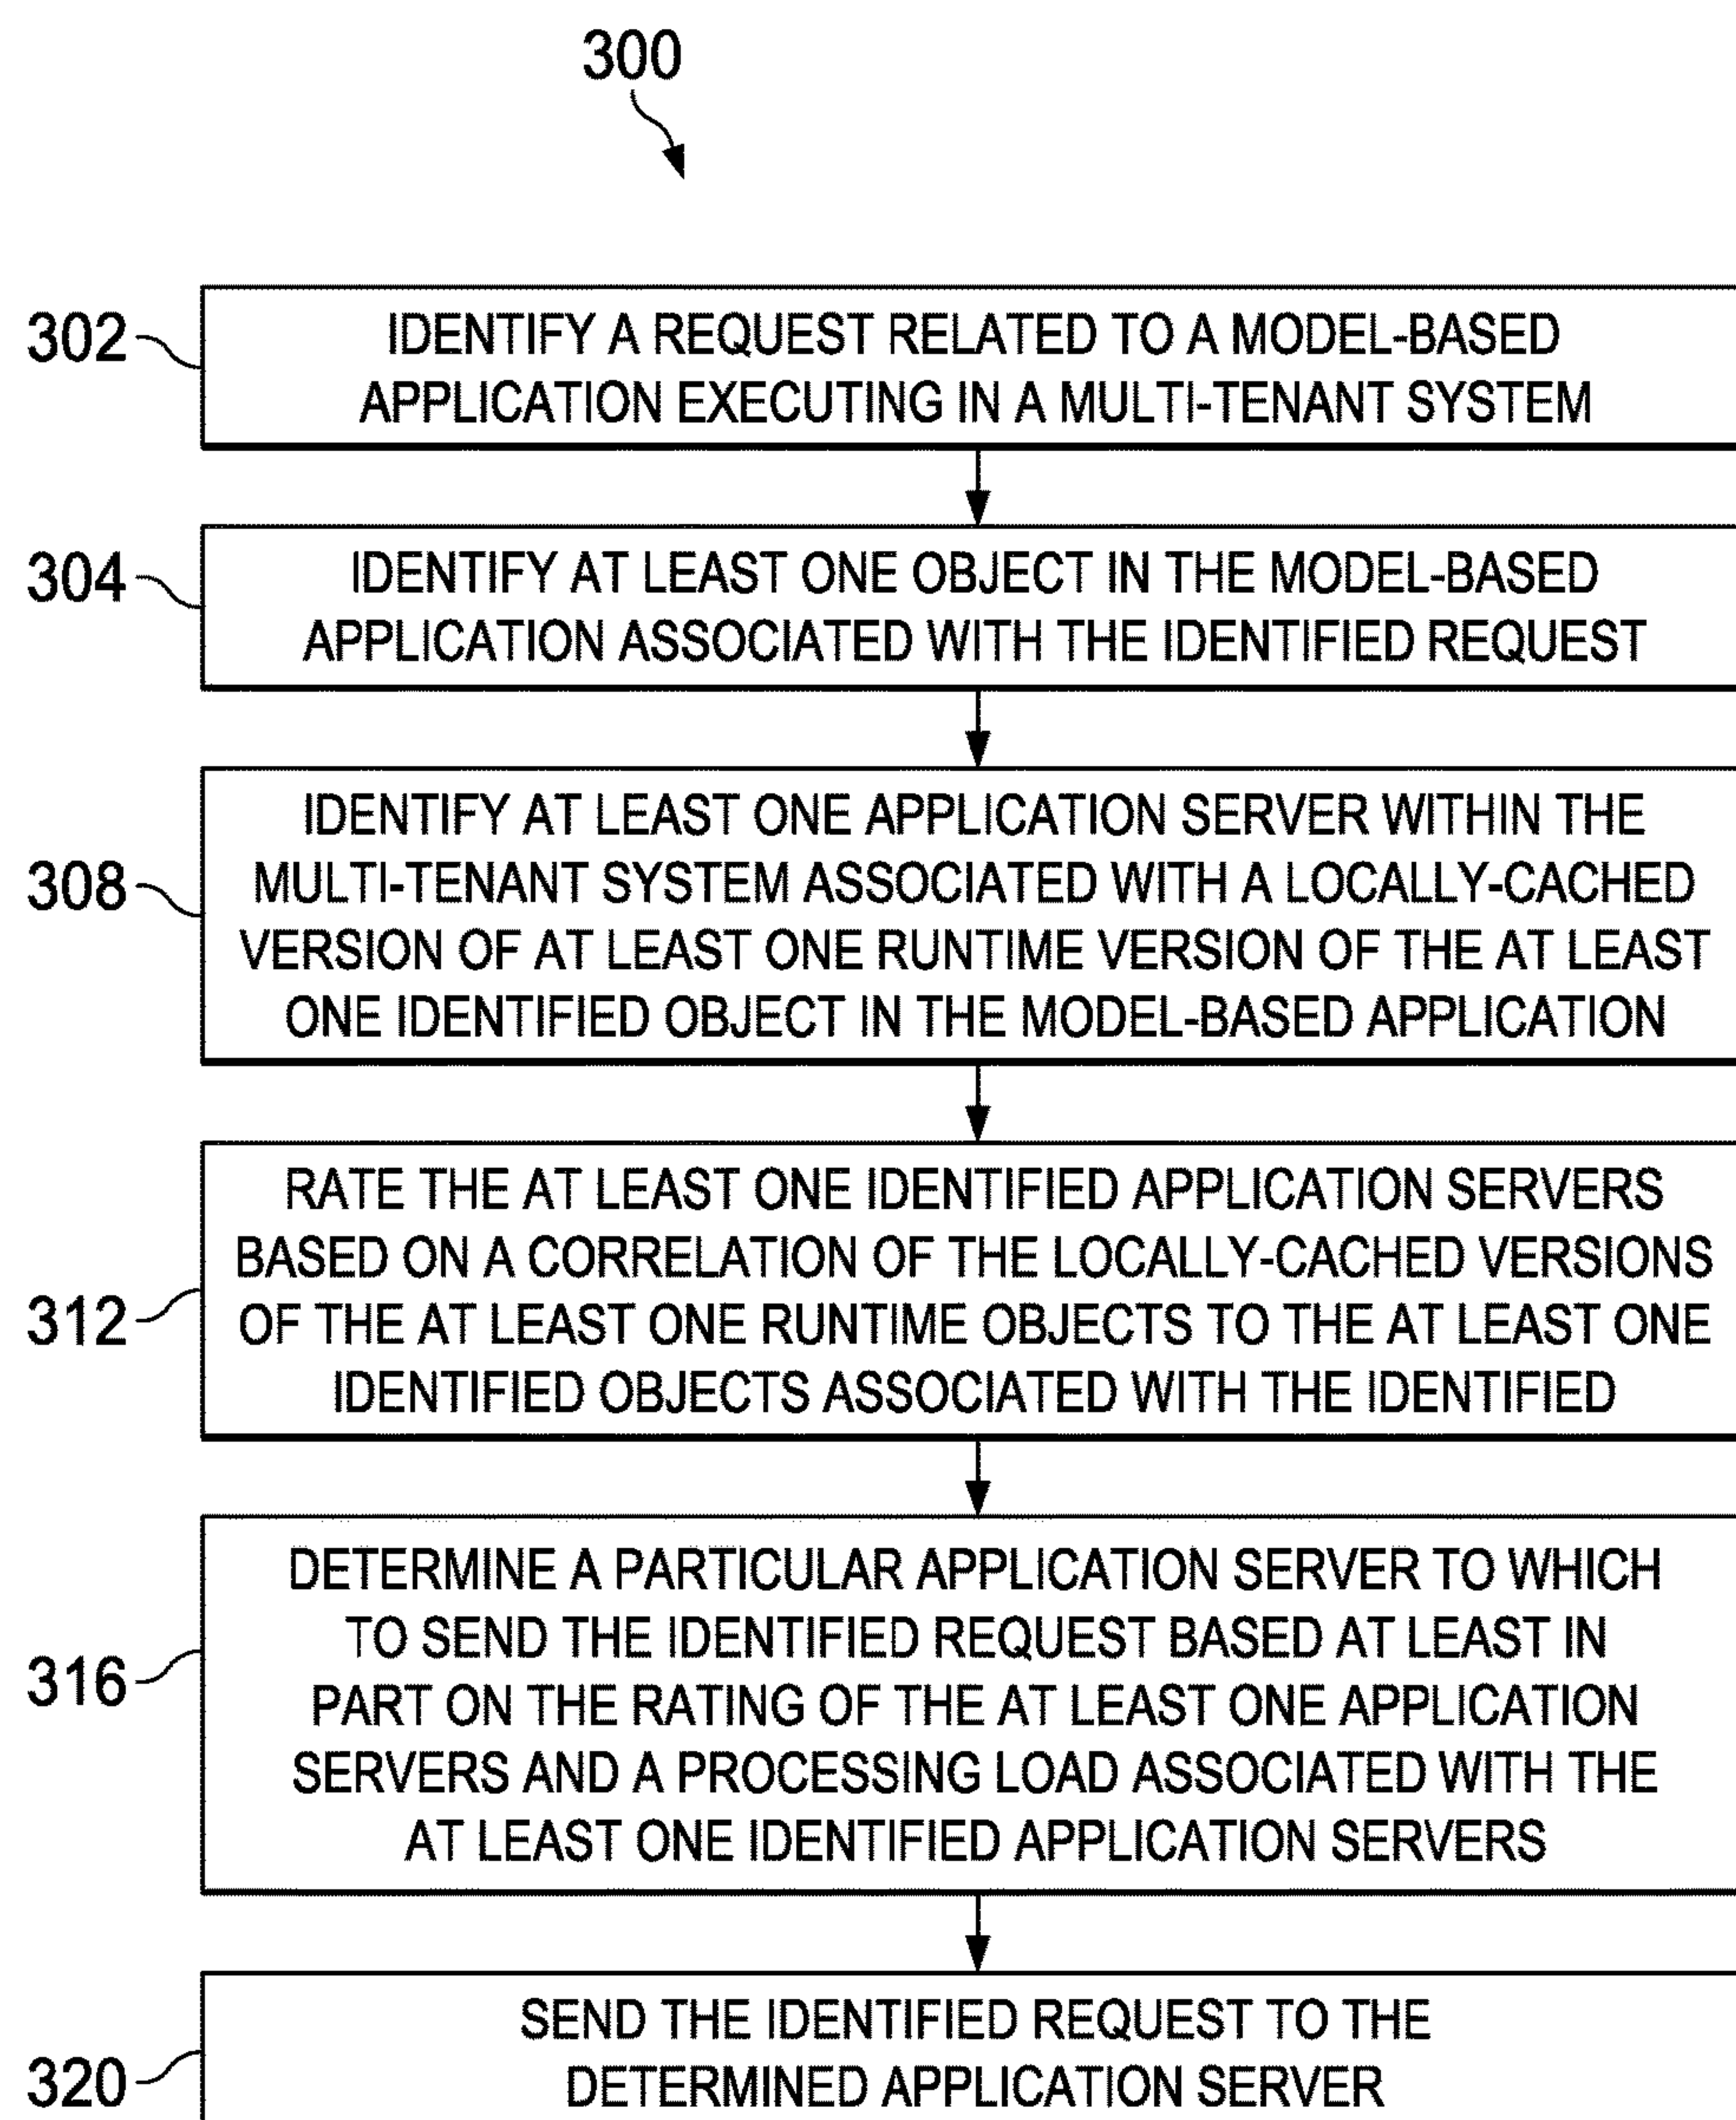 300
302
IDENTIFY A REQUEST RELATED TO A MODEL-BASED
APPLICATION EXECUTING IN A MULTI-TENANT SYSTEM
304
IDENTIFY AT LEAST ONE OBJECT IN THE MODEL-BASED
APPLICATION ASSOCIATED WITH THE IDENTIFIED REQUEST
308
IDENTIFY AT LEAST ONE APPLICATION SERVER WITHIN THE
MULTI-TENANT SYSTEM ASSOCIATED WITH A LOCALLY-CACHED
VERSION OF AT LEAST ONE RUNTIME VERSION OF THE AT LEAST
ONE IDENTIFIED OBJECT IN THE MODEL-BASED APPLICATION
312
RATE THE AT LEAST ONE IDENTIFIED APPLICATION SERVERS
BASED ON A CORRELATION OF THE LOCALLY-CACHED VERSIONS
OF THE AT LEAST ONE RUNTIME OBJECTS TO THE AT LEAST ONE
IDENTIFIED OBJECTS ASSOCIATED WITH THE IDENTIFIED
316
DETERMINE A PARTICULAR APPLICATION SERVER TO WHICH
TO SEND THE IDENTIFIED REQUEST BASED AT LEAST IN
PART ON THE RATING OF THE AT LEAST ONE APPLICATION
SERVERS AND A PROCESSING LOAD ASSOCIATED WITH THE
AT LEAST ONE IDENTIFIED APPLICATION SERVERS
320
SEND THE IDENTIFIED REQUEST TO THE
DETERMINED APPLICATION SERVER